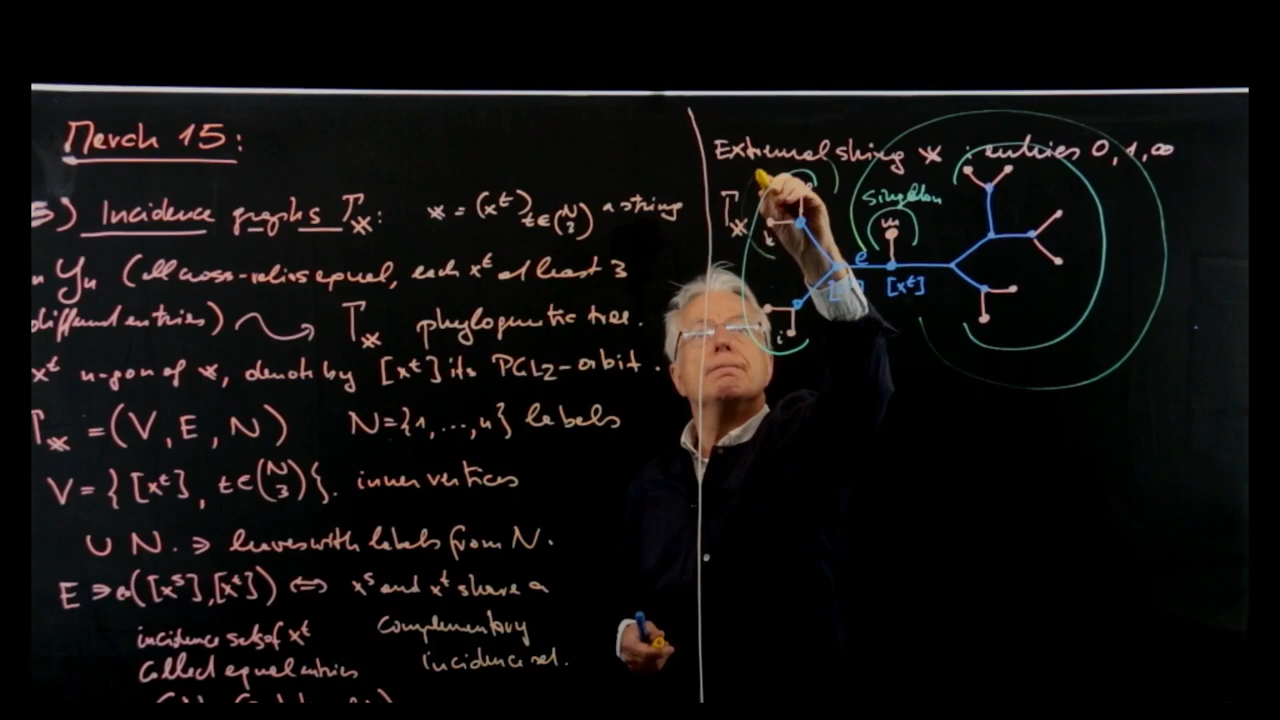 March 15:
5) Incidence graphs Γ_𝕩: 𝕩 = (x^t)_{t∈(N 3)} a string
in Y_n (all cross-ratios equal, each x^t at least 3
different entries) ⤳ Γ_𝕩 phylogenetic tree.
x^t n-gon of 𝕩, denote by [x^t] its PGL₂-orbit.
Γ_𝕩 = (V, E, N) N={1,...,n} labels
V = { [x^t], t∈(N 3)}. inner vertices
∪ N. ⇒ leaves with labels from N.
E ∋ e([x^s],[x^t]) ⇔ x^s and x^t share a
incidence sets of x^t complementary
called equal entries incidence set.
Extremal string 𝕩 : entries 0, 1, ∞
Γ_𝕩
singleton
m
e
[x^t]
i